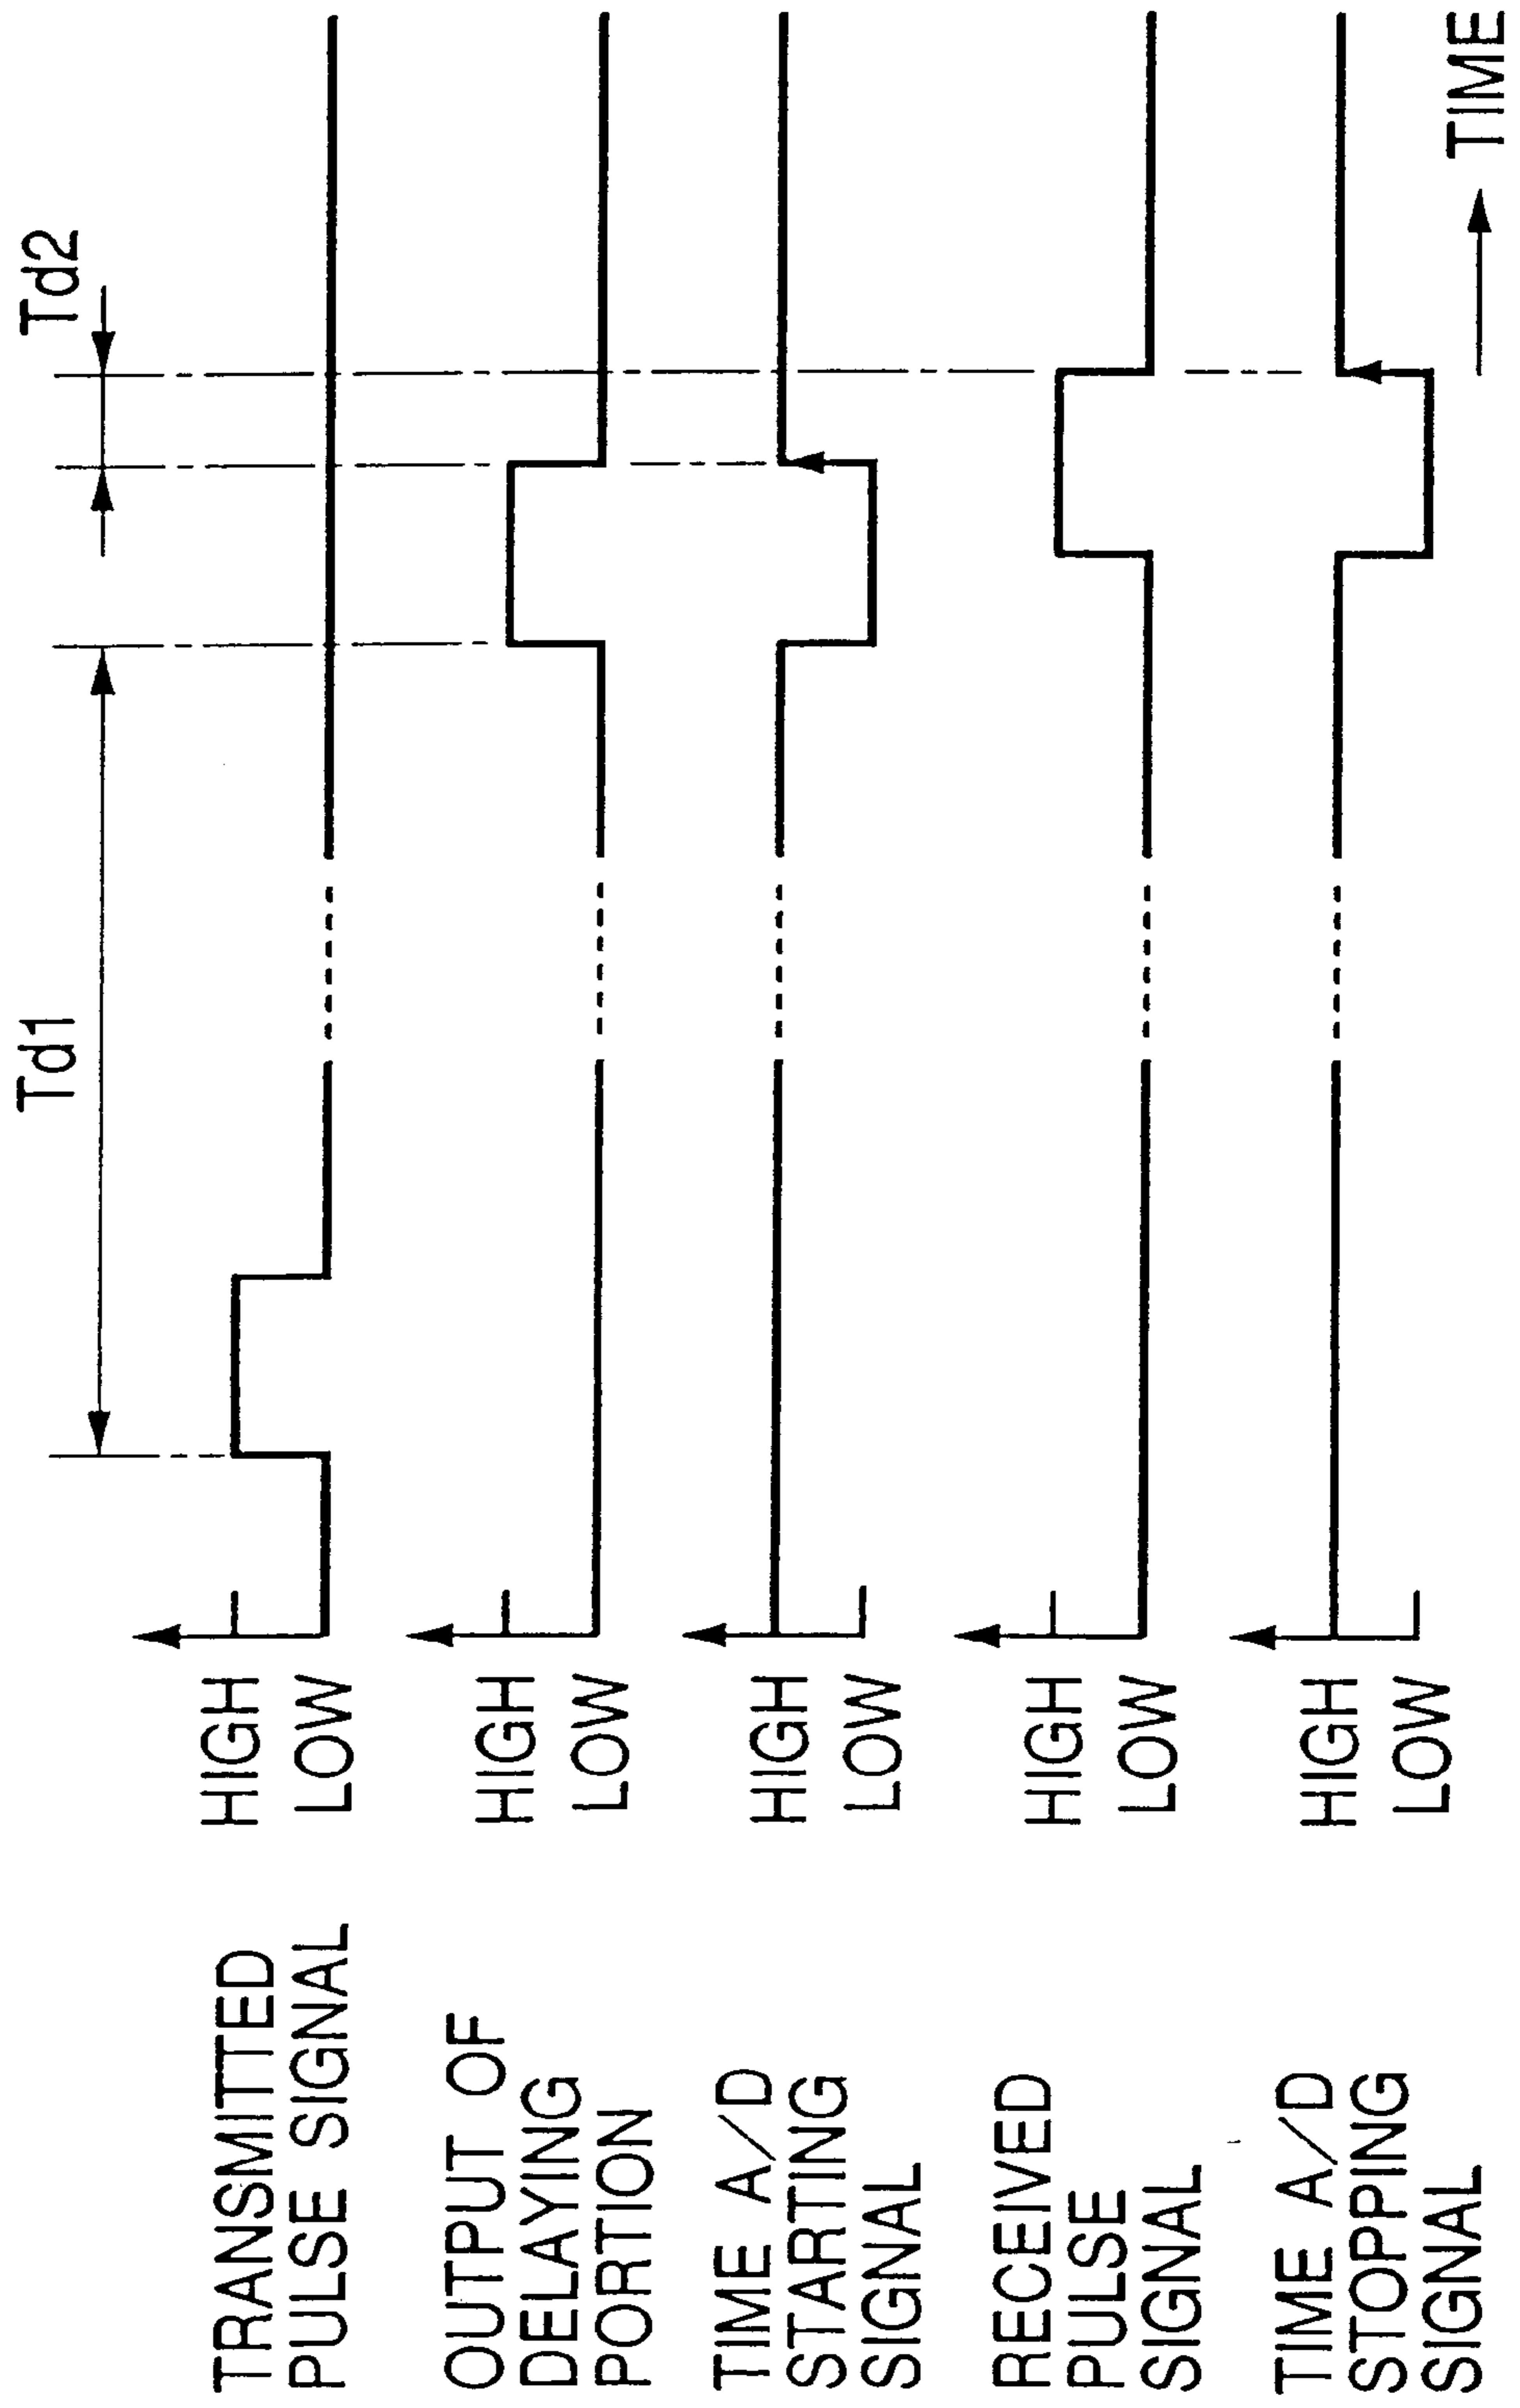 Td1
Td2
TRANSMITTED
PULSE SIGNAL
HIGH
LOW
OUTPUT OF
DELAYING
PORTION
HIGH
LOW
TIME A/D
STARTING
SIGNAL
HIGH
LOW
RECEIVED
PULSE
SIGNAL
HIGH
LOW
TIME A/D
STOPPING
SIGNAL
HIGH
LOW
TIME